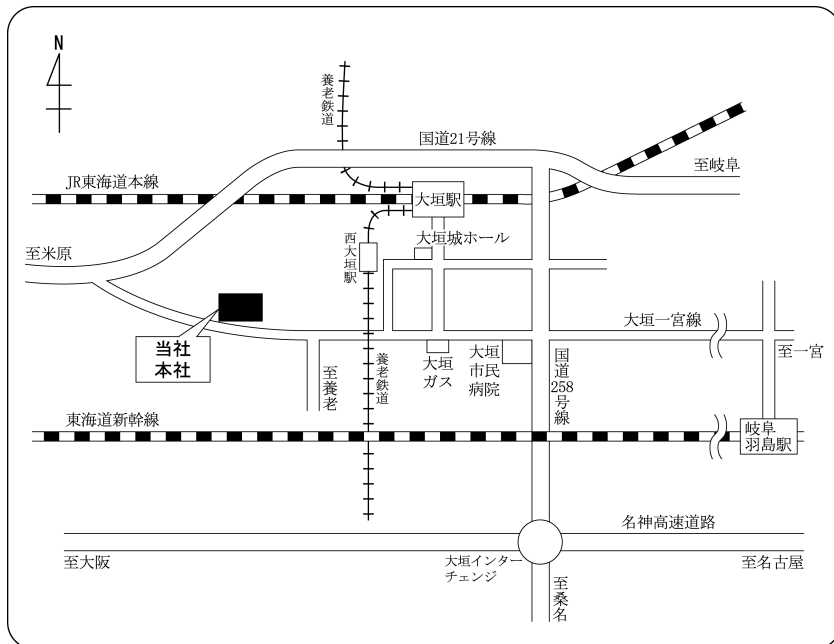 N
養老鉄道
国道21号線
JR東海道本線
大垣駅
至岐阜
大垣城ホール
至米原
西大垣駅
大垣一宮線
当社
本社
至養老
養老鉄道
大垣
ガス
大垣
市民
病院
国道258号線
至一宮
東海道新幹線
岐阜
羽島駅
名神高速道路
至大阪
大垣インター
チェンジ
至名古屋
至桑名